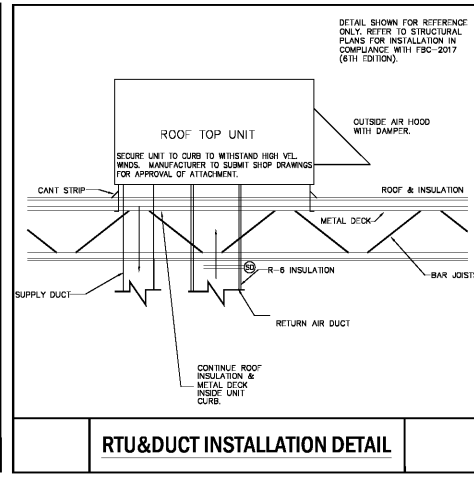 DETAIL SHOWN FOR REFERENCE
ONLY. REFER TO STRUCTURAL
PLANS FOR INSTALLATION IN
COMPLIANCE WITH FBC-2017
(6TH EDITION).
OUTSIDE AIR HOOD
WITH DAMPER.
ROOF TOP UNIT
SECURE UNIT TO CURB TO WITHSTAND HIGH VEL.
WINDS. MANUFACTURER TO SUBMIT SHOP DRAWINGS
FOR APPROVAL OF ATTACHMENT.
CANT STRIP
ROOF & INSULATION
METAL DECK
SD
R-6 INSULATION
BAR JOISTS
SUPPLY DUCT
RETURN AIR DUCT
CONTINUE ROOF
INSULATION &
METAL DECK
INSIDE UNIT
CURB.
RTU&DUCT INSTALLATION DETAIL